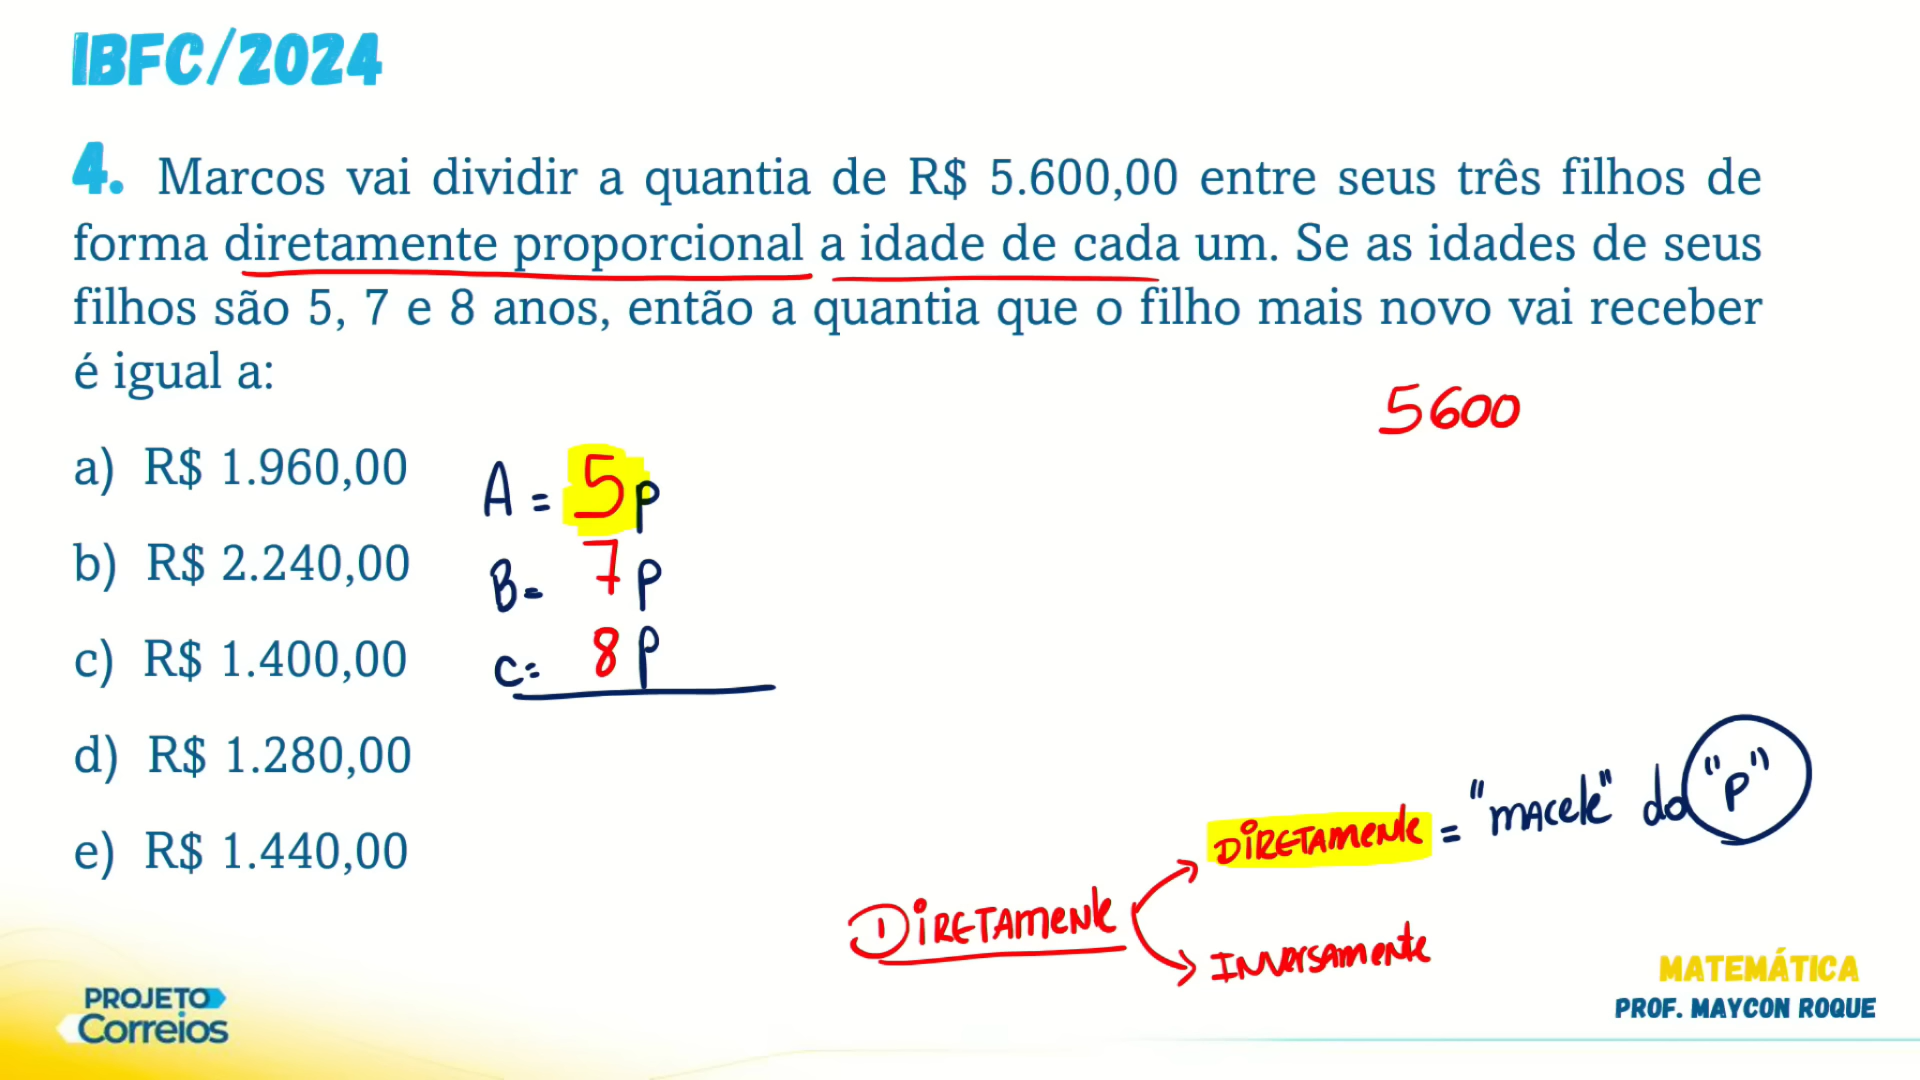 IBFC/2024
4. Marcos vai dividir a quantia de R$ 5.600,00 entre seus três filhos de
forma diretamente proporcional a idade de cada um. Se as idades de seus
filhos são 5, 7 e 8 anos, então a quantia que o filho mais novo vai receber
é igual a:
5600
a) R$ 1.960,00
b) R$ 2.240,00
c) R$ 1.400,00
d) R$ 1.280,00
e) R$ 1.440,00
A = 5p
B= 7p
C= 8p
DIRETAMENTE = "MACETE" do "P"
DIRETAMENTE
INVERSAMENTE
PROJETO
Correios
MATEMÁTICA
PROF. MAYCON ROQUE